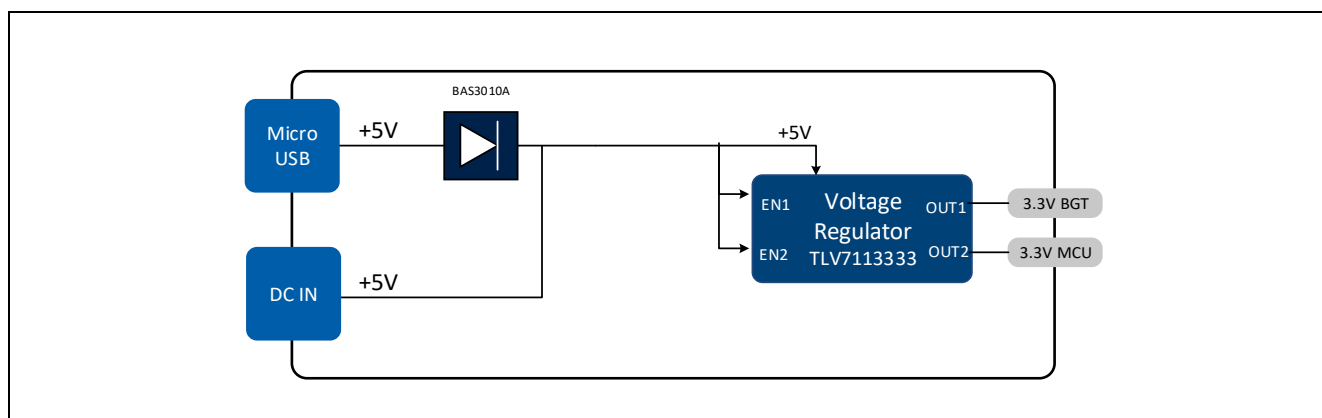 BAS3010A
Micro
USB
+5V
+5V
EN1
EN2
Voltage
Regulator
TLV7113333
OUT1
OUT2
3.3V BGT
3.3V MCU
DC IN
+5V